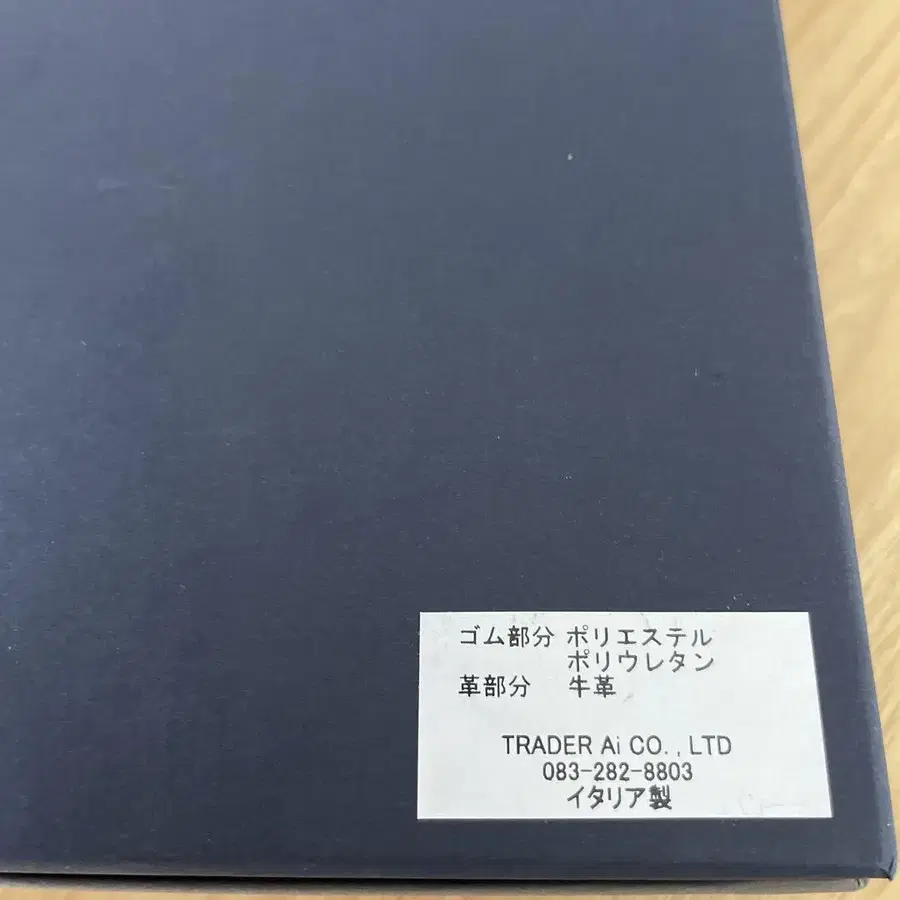 ゴム部分 ポリエステル
ポリウレタン
革部分 牛革
TRADER Ai CO.,LTD
083-282-8803
イタリア製